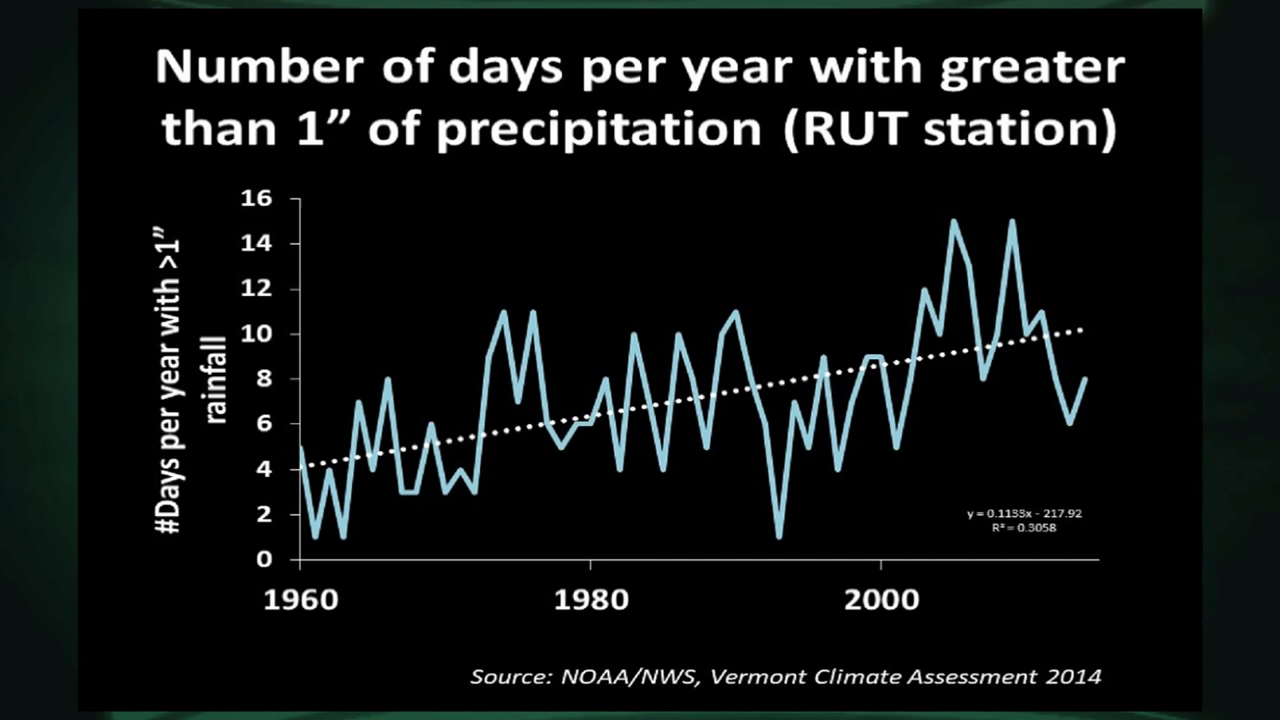 Number of days per year with greater
than 1” of precipitation (RUT station)
#Days per year with >1”
rainfall
16
14
12
10
8
6
4
2
0
1960
1980
2000
y = 0.1133x - 217.92
R² = 0.3058
Source: NOAA/NWS, Vermont Climate Assessment 2014